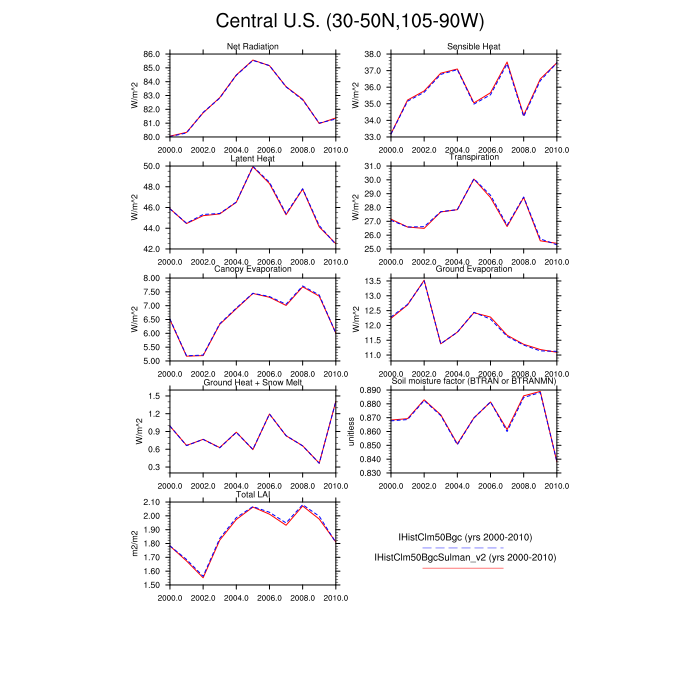 Central U.S. (30-50N,105-90W)
Net Radiation
W/m^2
86.0
85.0
84.0
83.0
82.0
81.0
80.0
2000.0 2002.0 2004.0 2006.0 2008.0 2010.0
Sensible Heat
W/m^2
38.0
37.0
36.0
35.0
34.0
33.0
2000.0 2002.0 2004.0 2006.0 2008.0 2010.0
Latent Heat
W/m^2
50.0
48.0
46.0
44.0
42.0
2000.0 2002.0 2004.0 2006.0 2008.0 2010.0
Transpiration
W/m^2
31.0
30.0
29.0
28.0
27.0
26.0
25.0
2000.0 2002.0 2004.0 2006.0 2008.0 2010.0
Canopy Evaporation
W/m^2
8.00
7.50
7.00
6.50
6.00
5.50
5.00
2000.0 2002.0 2004.0 2006.0 2008.0 2010.0
Ground Evaporation
W/m^2
13.5
13.0
12.5
12.0
11.5
11.0
2000.0 2002.0 2004.0 2006.0 2008.0 2010.0
Ground Heat + Snow Melt
W/m^2
1.5
1.2
0.9
0.6
0.3
2000.0 2002.0 2004.0 2006.0 2008.0 2010.0
Soil moisture factor (BTRAN or BTRANMN)
unitless
0.890
0.880
0.870
0.860
0.850
0.840
0.830
2000.0 2002.0 2004.0 2006.0 2008.0 2010.0
Total LAI
m2/m2
2.10
2.00
1.90
1.80
1.70
1.60
1.50
2000.0 2002.0 2004.0 2006.0 2008.0 2010.0
IHistClm50Bgc (yrs 2000-2010)
IHistClm50BgcSulman_v2 (yrs 2000-2010)